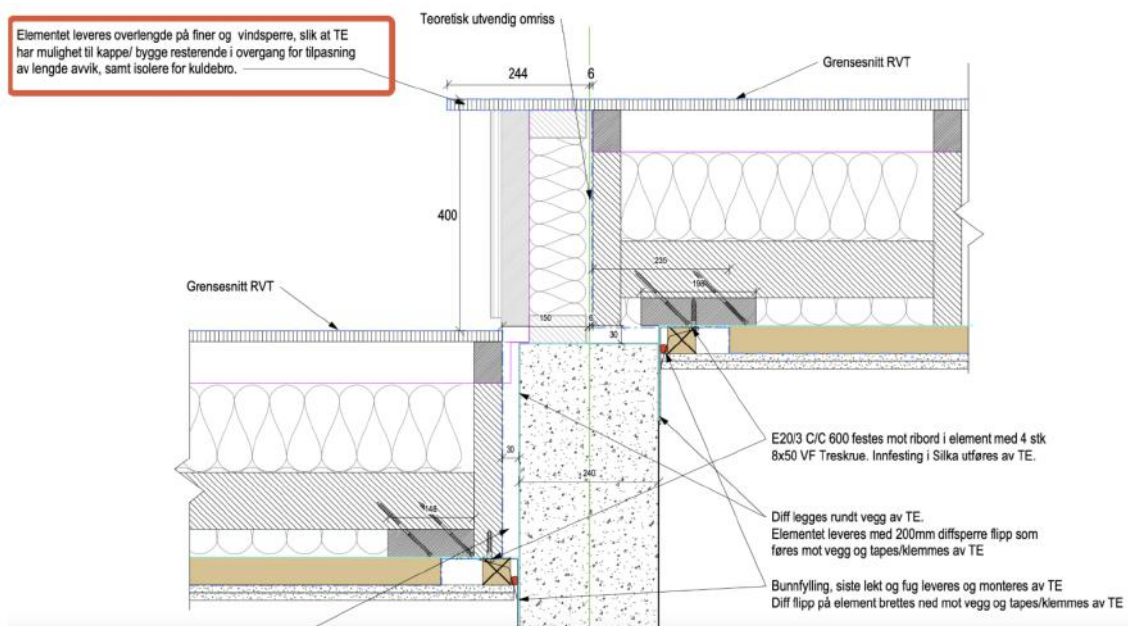 Elementet leveres overlengde på finer og vindsperre, slik at TE
har mulighet til kappe/ bygge resterende i overgang for tilpasning
av lengde avvik, samt isolere for kuldebro.
Teoretisk utvendig omriss
244
6
Grensesnitt RVT
400
235
198
Grensesnitt RVT
150
6
30
30
240
148
E20/3 C/C 600 festes mot ribord i element med 4 stk
8x50 VF Treskrue. Innfesting i Silka utføres av TE.
Diff legges rundt vegg av TE.
Elementet leveres med 200mm diffsperre flipp som
føres mot vegg og tapes/klemmes av TE
Bunnfylling, siste lekt og fug leveres og monteres av TE
Diff flipp på element brettes ned mot vegg og tapes/klemmes av TE